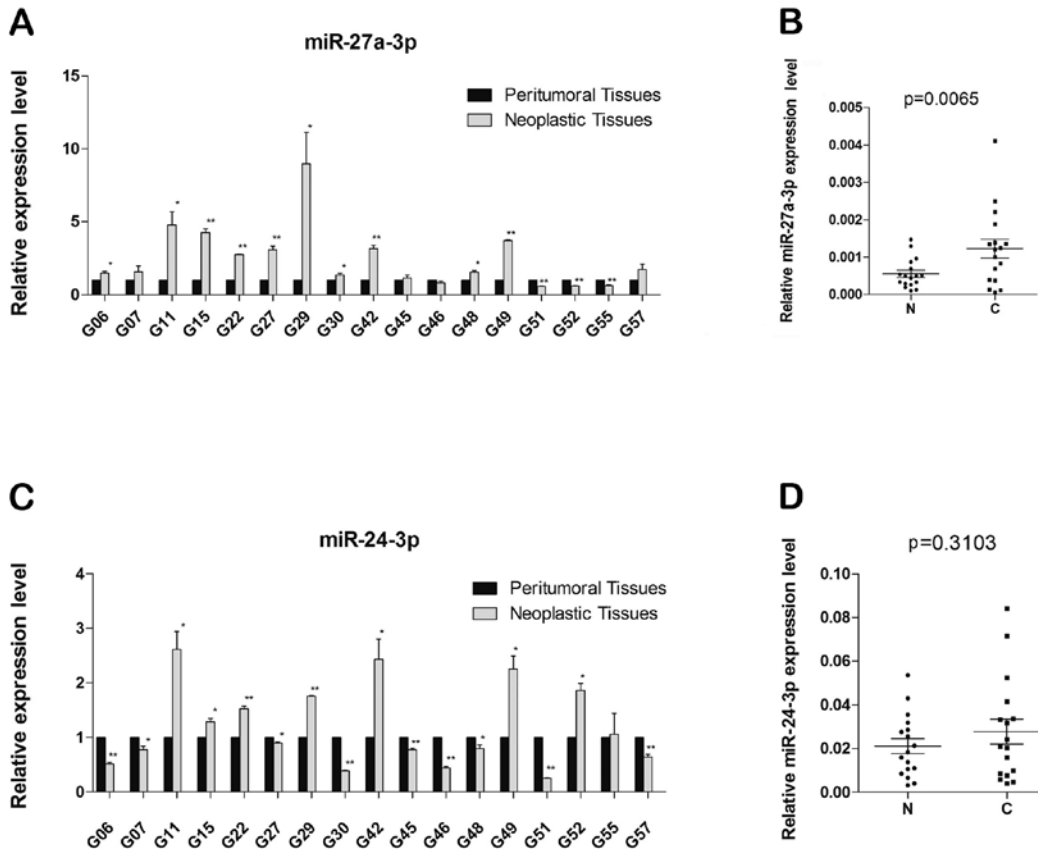 A
miR-27a-3p
Relative expression level
15
10
5
0
Peritumoral Tissues
Neoplastic Tissues
* * ** ** ** * * ** * ** ** ** **
G06 G07 G11 G15 G22 G27 G29 G30 G42 G45 G46 G48 G49 G51 G52 G55 G57
B
p=0.0065
Relative miR-27a-3p expression level
0.005
0.004
0.003
0.002
0.001
0.000
N C
C
miR-24-3p
Relative expression level
4
3
2
1
0
Peritumoral Tissues
Neoplastic Tissues
** * * * ** * ** ** * ** ** * * ** * **
G06 G07 G11 G15 G22 G27 G29 G30 G42 G45 G46 G48 G49 G51 G52 G55 G57
D
p=0.3103
Relative miR-24-3p expression level
0.10
0.08
0.06
0.04
0.02
0.00
N C